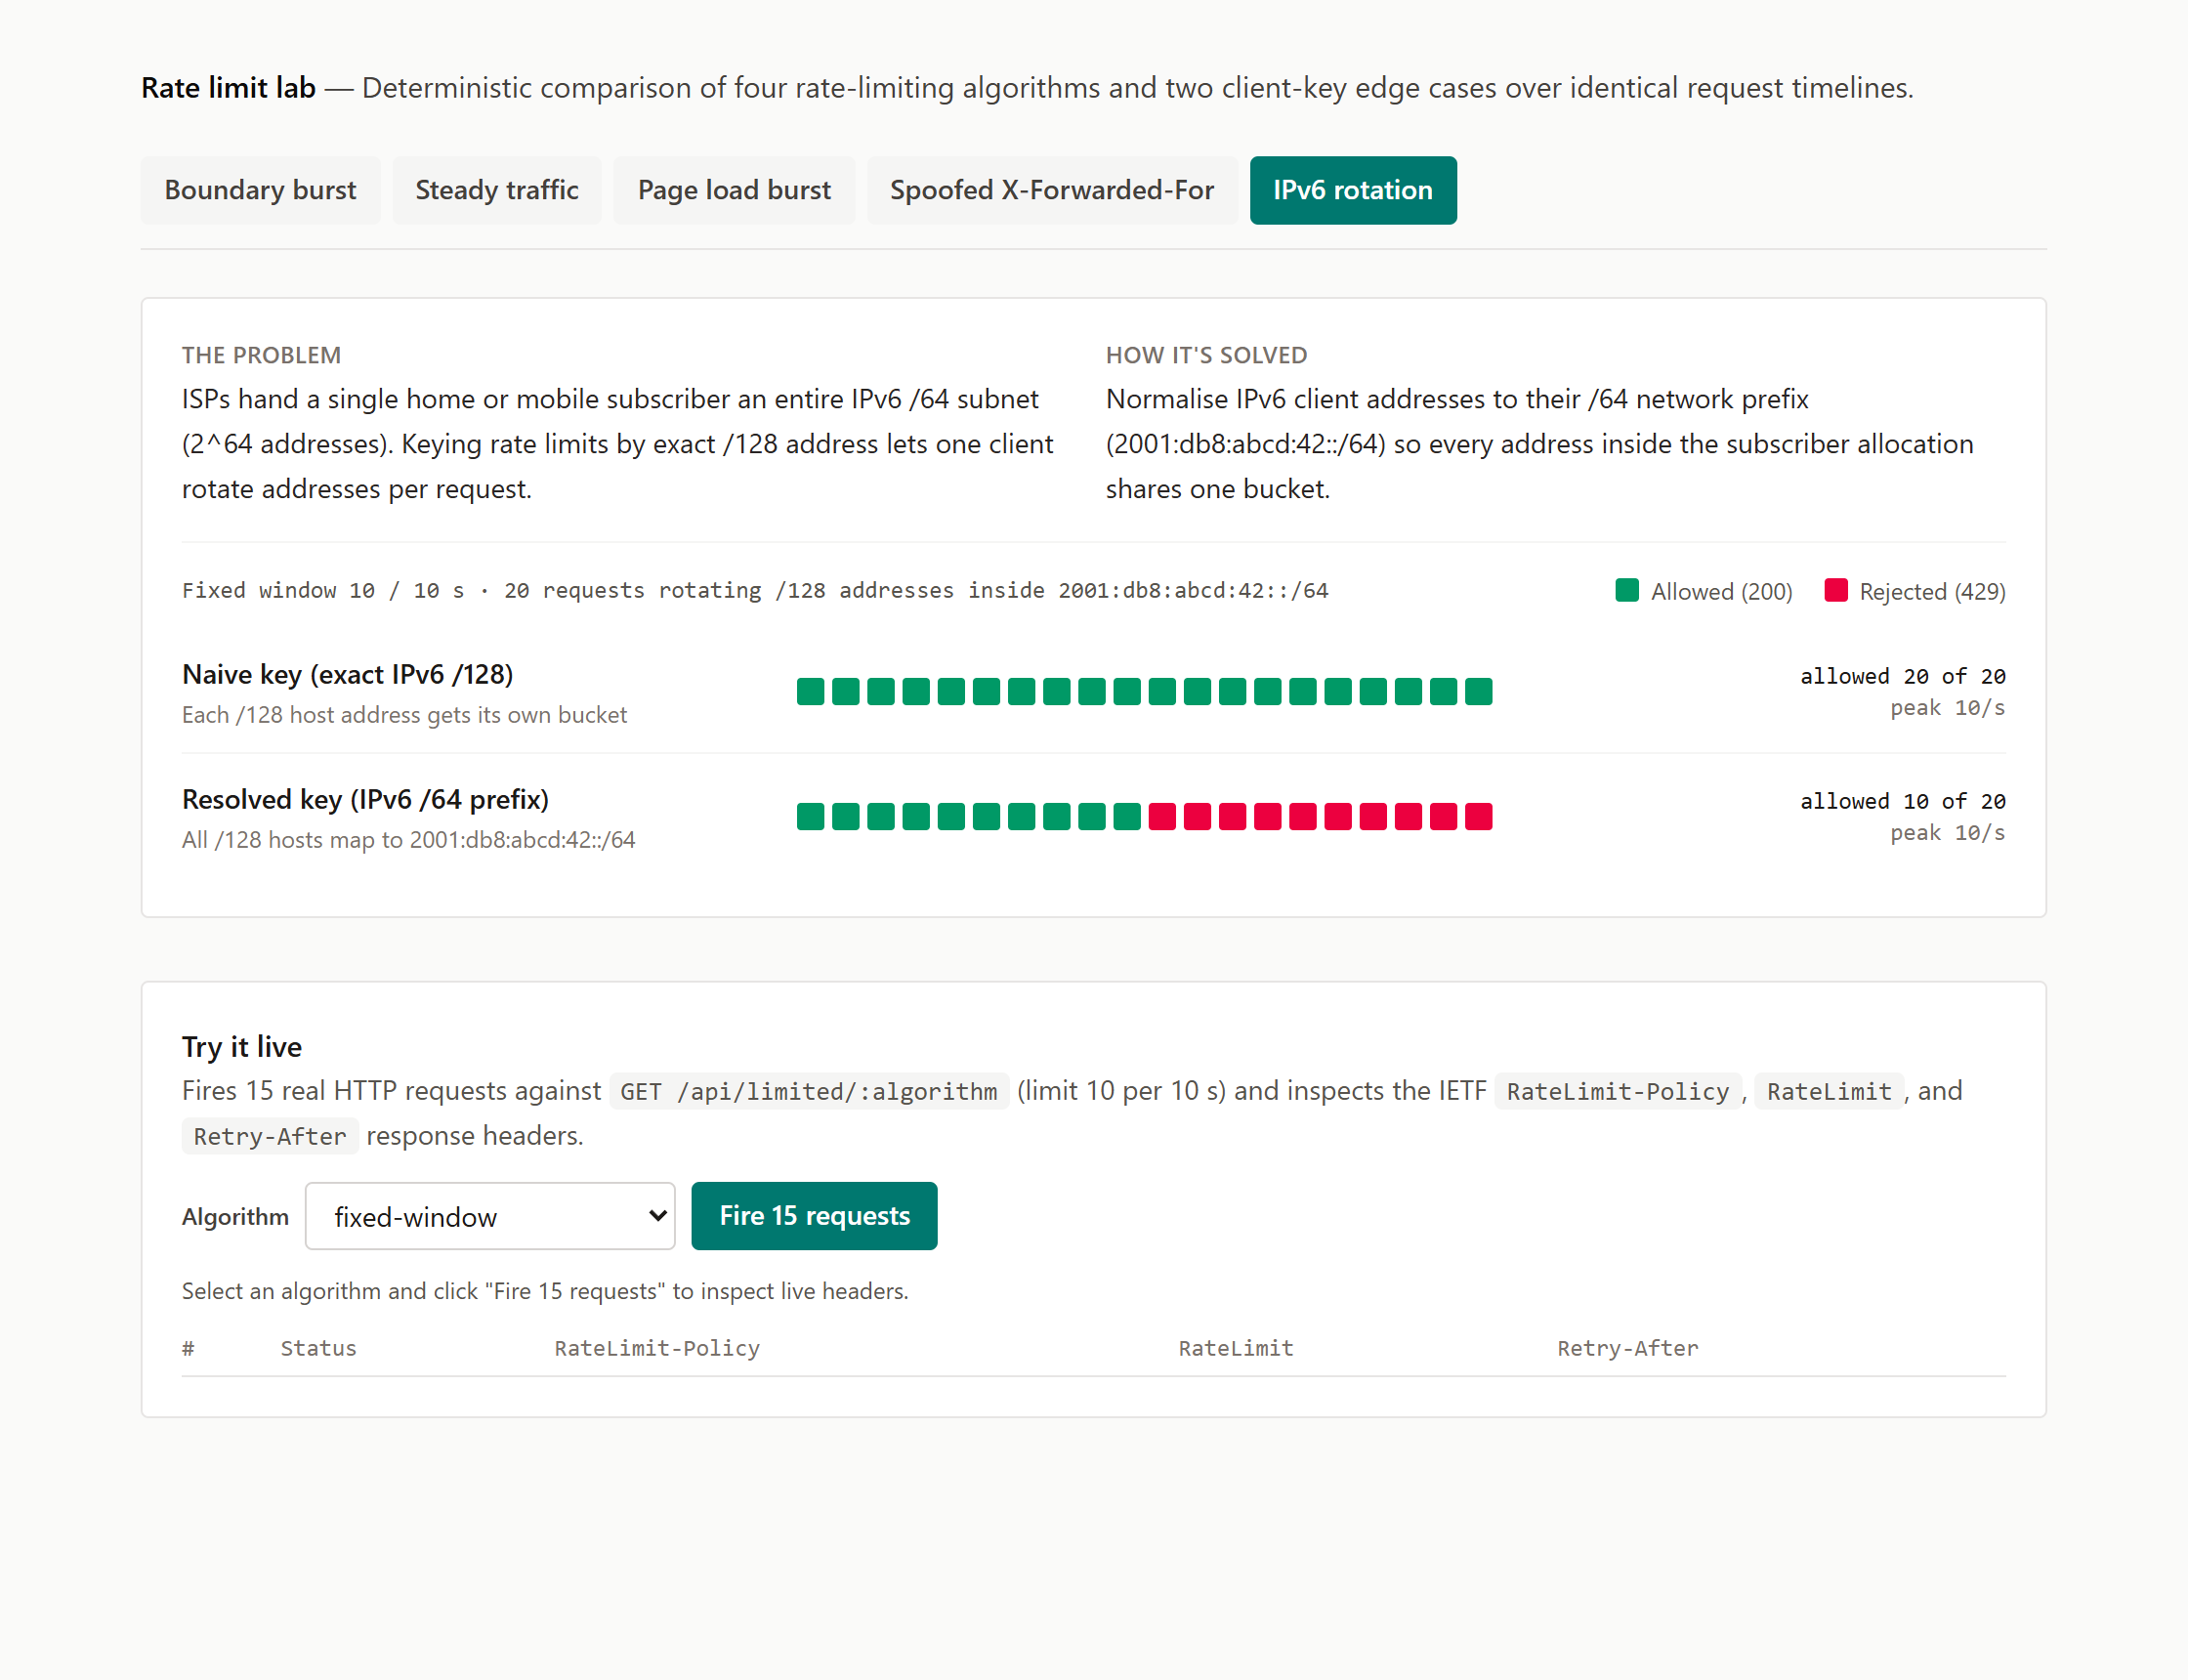 Rate limit lab — Deterministic comparison of four rate-limiting algorithms and two client-key edge cases over identical request timelines.
Boundary burst Steady traffic Page load burst Spoofed X-Forwarded-For IPv6 rotation
THE PROBLEM
ISPs hand a single home or mobile subscriber an entire IPv6 /64 subnet
(2^64 addresses). Keying rate limits by exact /128 address lets one client
rotate addresses per request.
HOW IT'S SOLVED
Normalise IPv6 client addresses to their /64 network prefix
(2001:db8:abcd:42::/64) so every address inside the subscriber allocation
shares one bucket.
Fixed window 10 / 10 s · 20 requests rotating /128 addresses inside 2001:db8:abcd:42::/64
Allowed (200) Rejected (429)
Naive key (exact IPv6 /128)
Each /128 host address gets its own bucket
allowed 20 of 20
peak 10/s
Resolved key (IPv6 /64 prefix)
All /128 hosts map to 2001:db8:abcd:42::/64
allowed 10 of 20
peak 10/s
Try it live
Fires 15 real HTTP requests against GET /api/limited/:algorithm (limit 10 per 10 s) and inspects the IETF RateLimit-Policy, RateLimit, and
Retry-After response headers.
Algorithm fixed-window Fire 15 requests
Select an algorithm and click "Fire 15 requests" to inspect live headers.
# Status RateLimit-Policy RateLimit Retry-After